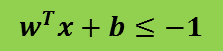 w^T x + b ≤ −1